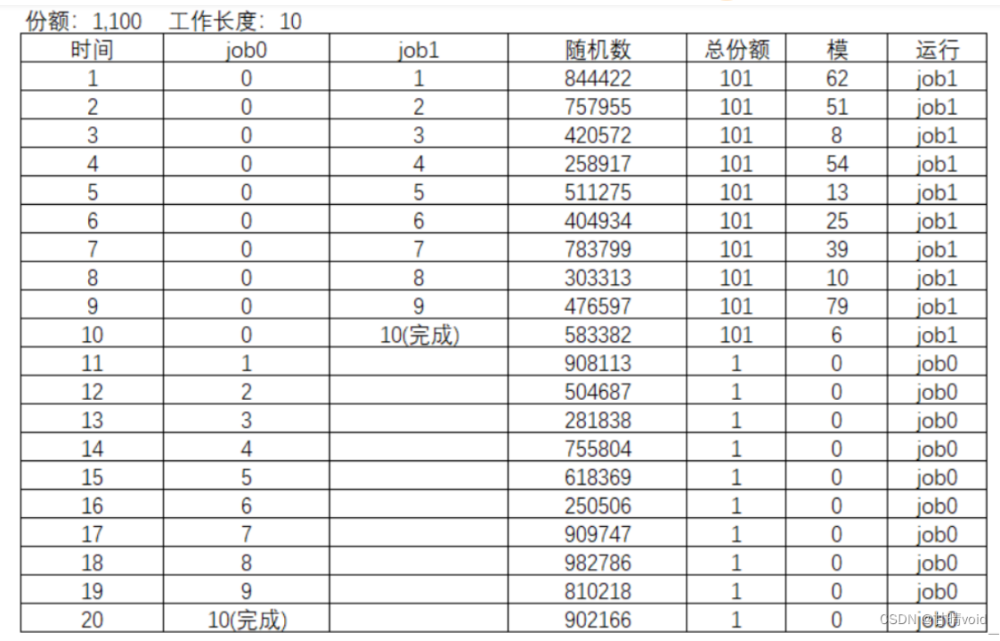 份额：1,100 工作长度：10
时间 job0 job1 随机数 总份额 模 运行
1 0 1 844422 101 62 job1
2 0 2 757955 101 51 job1
3 0 3 420572 101 8 job1
4 0 4 258917 101 54 job1
5 0 5 511275 101 13 job1
6 0 6 404934 101 25 job1
7 0 7 783799 101 39 job1
8 0 8 303313 101 10 job1
9 0 9 476597 101 79 job1
10 0 10(完成) 583382 101 6 job1
11 1 908113 1 0 job0
12 2 504687 1 0 job0
13 3 281838 1 0 job0
14 4 755804 1 0 job0
15 5 618369 1 0 job0
16 6 250506 1 0 job0
17 7 909747 1 0 job0
18 8 982786 1 0 job0
19 9 810218 1 0 job0
20 10(完成) 902166 1 0 job0
CSDN @甘晴void